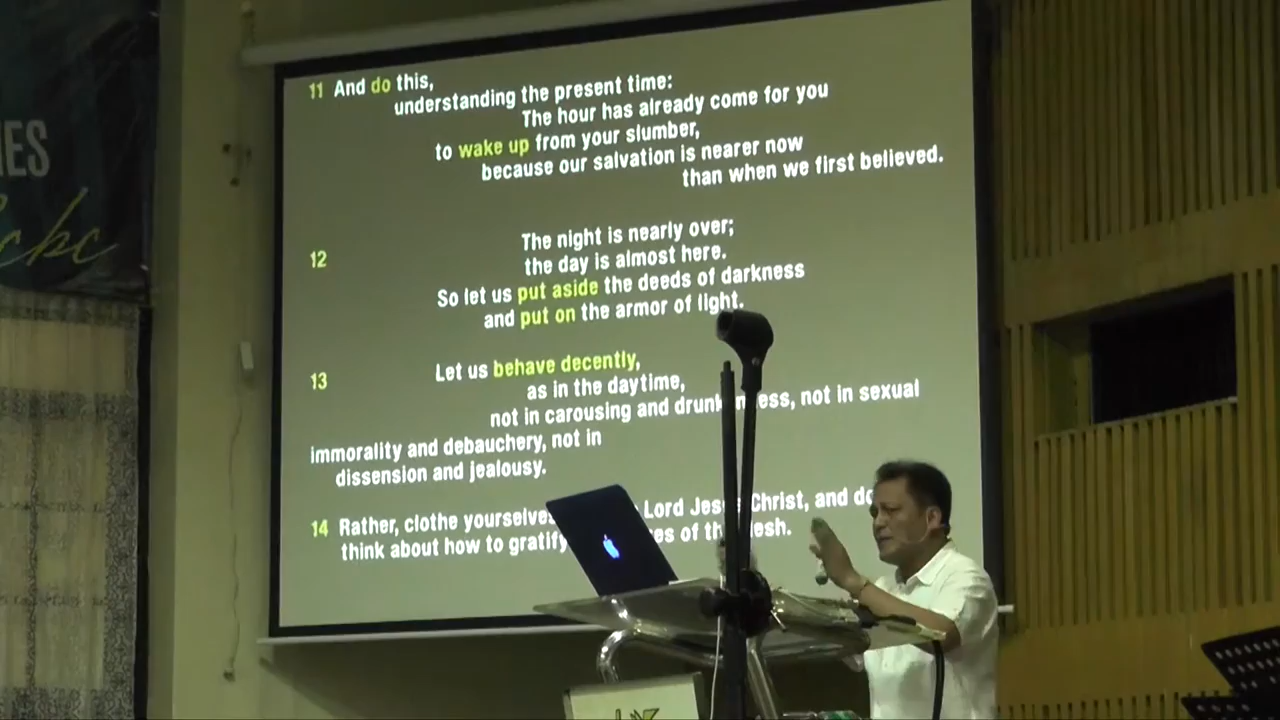 IES
cbc
11 And do this,
understanding the present time:
The hour has already come for you
to wake up from your slumber,
because our salvation is nearer now
than when we first believed.
12 The night is nearly over;
the day is almost here.
So let us put aside the deeds of darkness
and put on the armor of light.
13 Let us behave decently,
as in the daytime,
not in carousing and drunkenness, not in sexual
immorality and debauchery, not in
dissension and jealousy.
14 Rather, clothe yourselves Lord Jesus Christ, and do
think about how to gratify of the flesh.